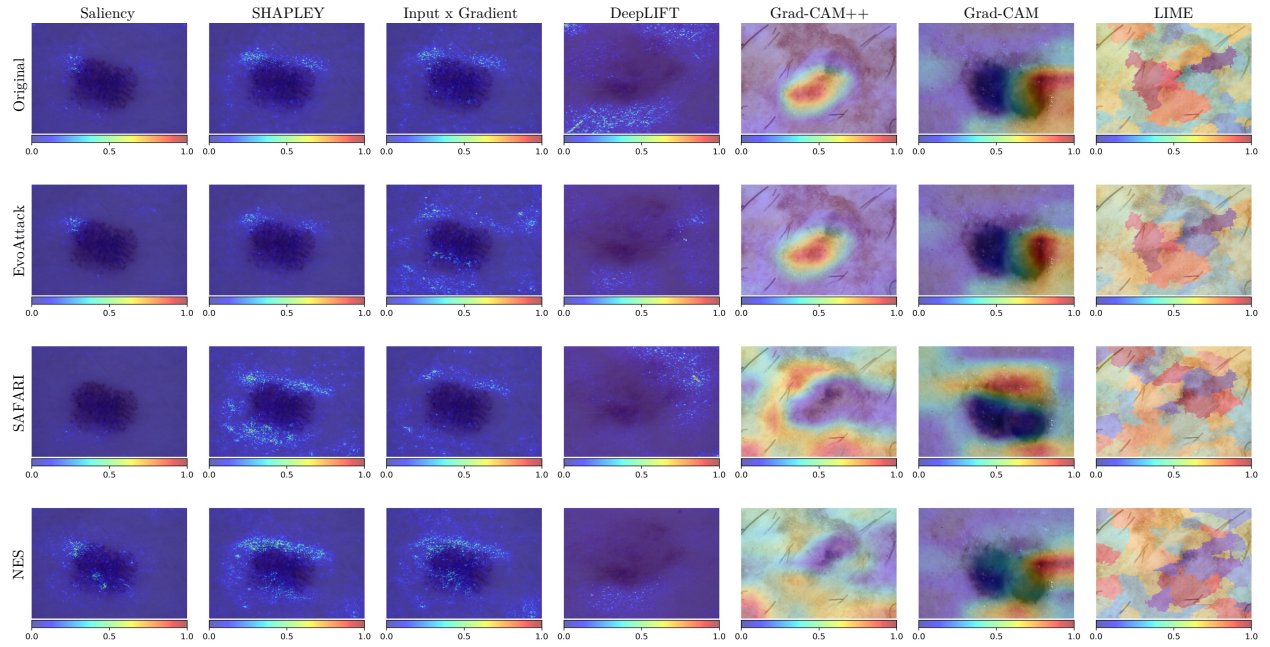 Saliency SHAPLEY Input x Gradient DeepLIFT Grad-CAM++ Grad-CAM LIME
Original
0.0 0.5 1.0 0.0 0.5 1.0 0.0 0.5 1.0 0.0 0.5 1.0 0.0 0.5 1.0 0.0 0.5 1.0 0.0 0.5 1.0
EvoAttack
0.0 0.5 1.0 0.0 0.5 1.0 0.0 0.5 1.0 0.0 0.5 1.0 0.0 0.5 1.0 0.0 0.5 1.0 0.0 0.5 1.0
SAFARI
0.0 0.5 1.0 0.0 0.5 1.0 0.0 0.5 1.0 0.0 0.5 1.0 0.0 0.5 1.0 0.0 0.5 1.0 0.0 0.5 1.0
NES
0.0 0.5 1.0 0.0 0.5 1.0 0.0 0.5 1.0 0.0 0.5 1.0 0.0 0.5 1.0 0.0 0.5 1.0 0.0 0.5 1.0